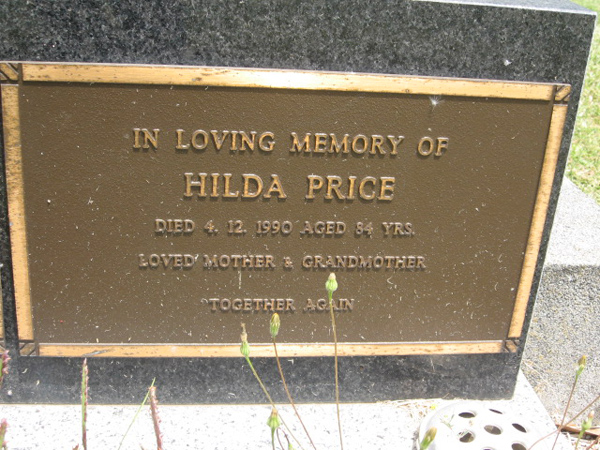 IN LOVING MEMORY OF
HILDA PRICE
DIED 4. 12. 1990 AGED 84 YRS.
LOVED MOTHER & GRANDMOTHER
TOGETHER AGAIN